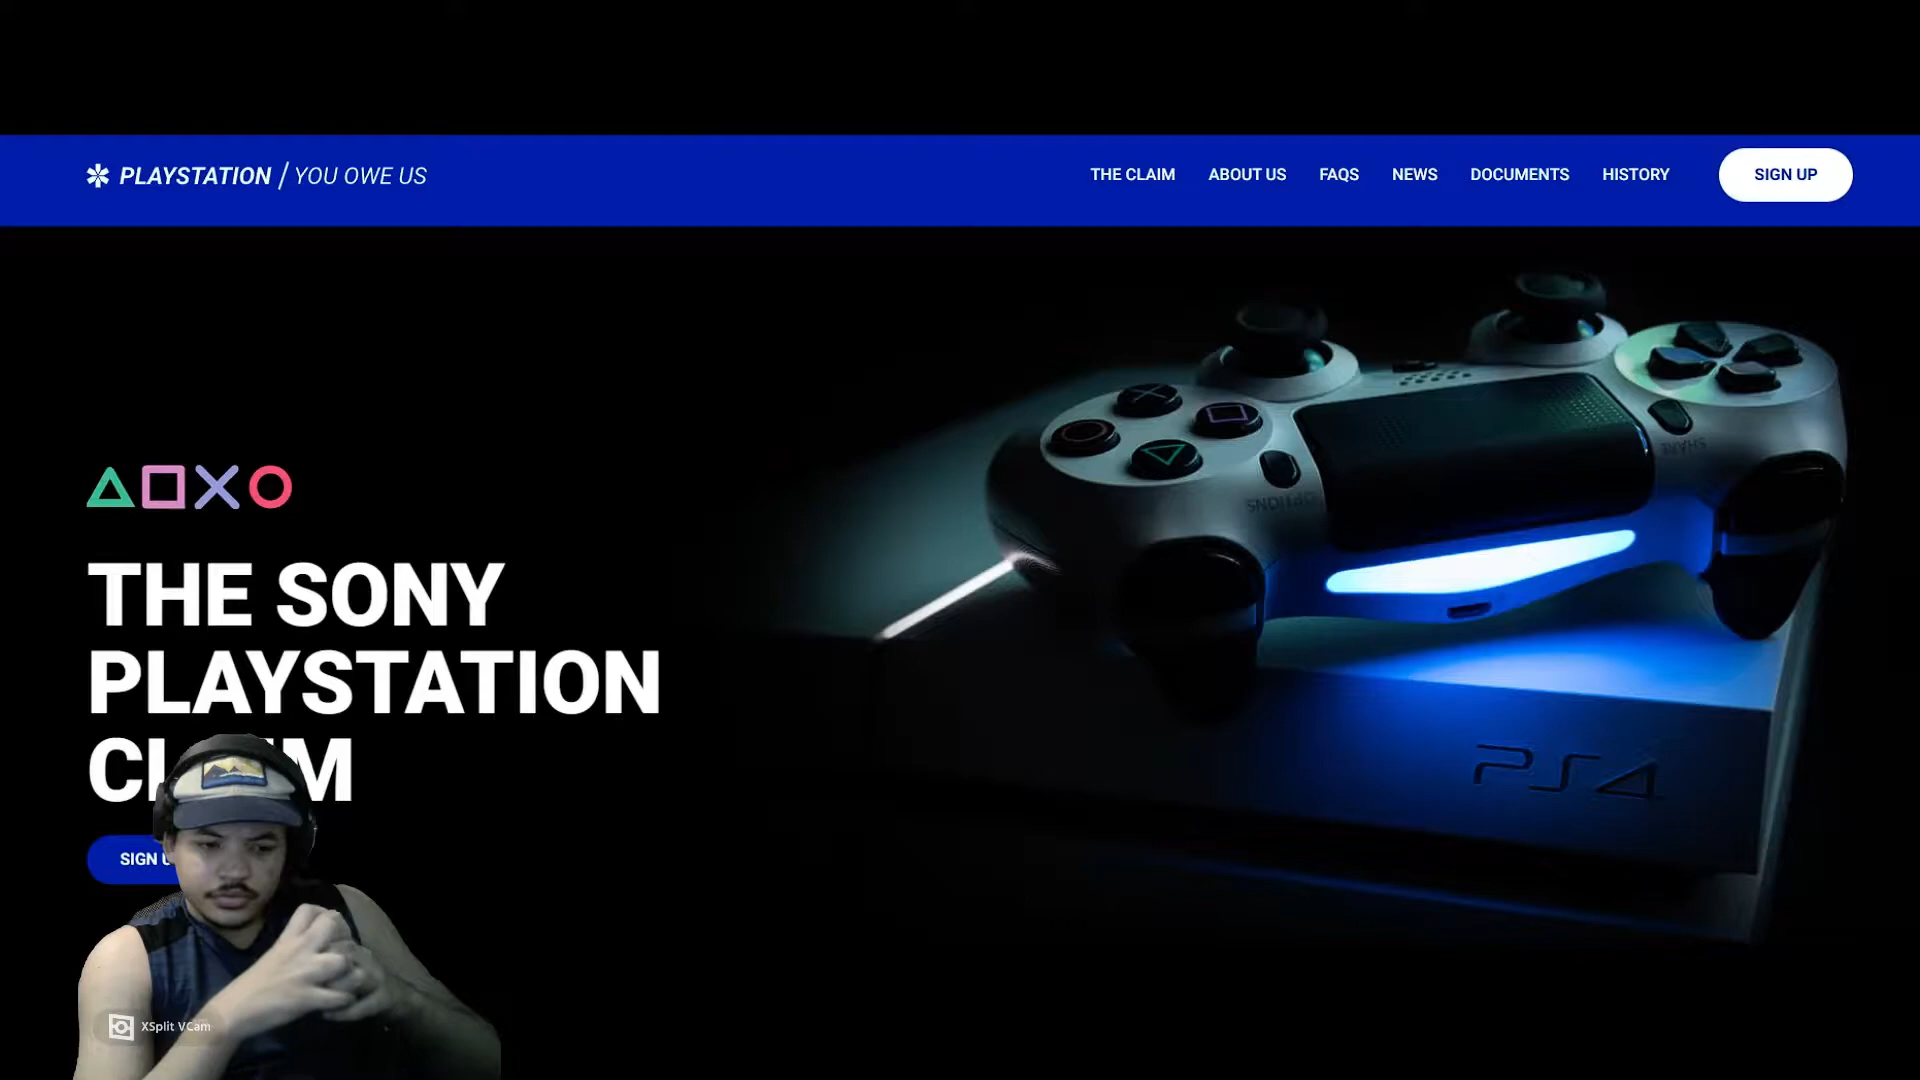 PLAYSTATION / YOU OWE US
THE CLAIM
ABOUT US
FAQS
NEWS
DOCUMENTS
HISTORY
SIGN UP
SHARE
OPTIONS
THE SONY
PLAYSTATION
PS4
SIGN
XSplit VCam